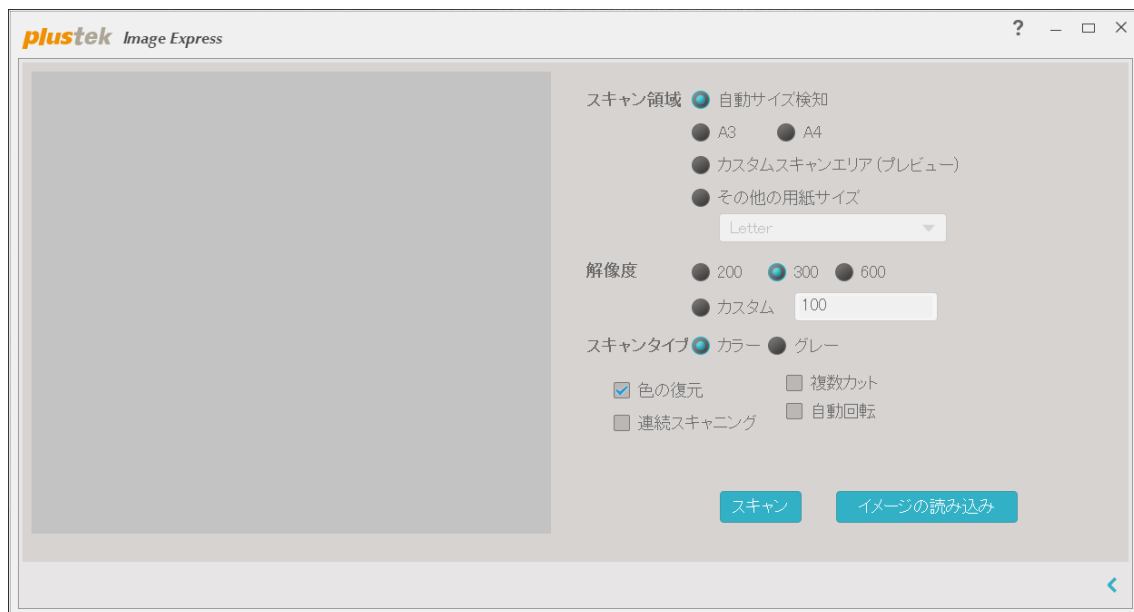 plustek Image Express ?
スキャン領域 自動サイズ検知
A3 A4
カスタムスキャンエリア(プレビュー)
その他の用紙サイズ
Letter
解像度 200 300 600
カスタム 100
スキャンタイプ カラー グレー
色の復元 複数カット
連続スキャニング 自動回転
スキャン イメージの読み込み